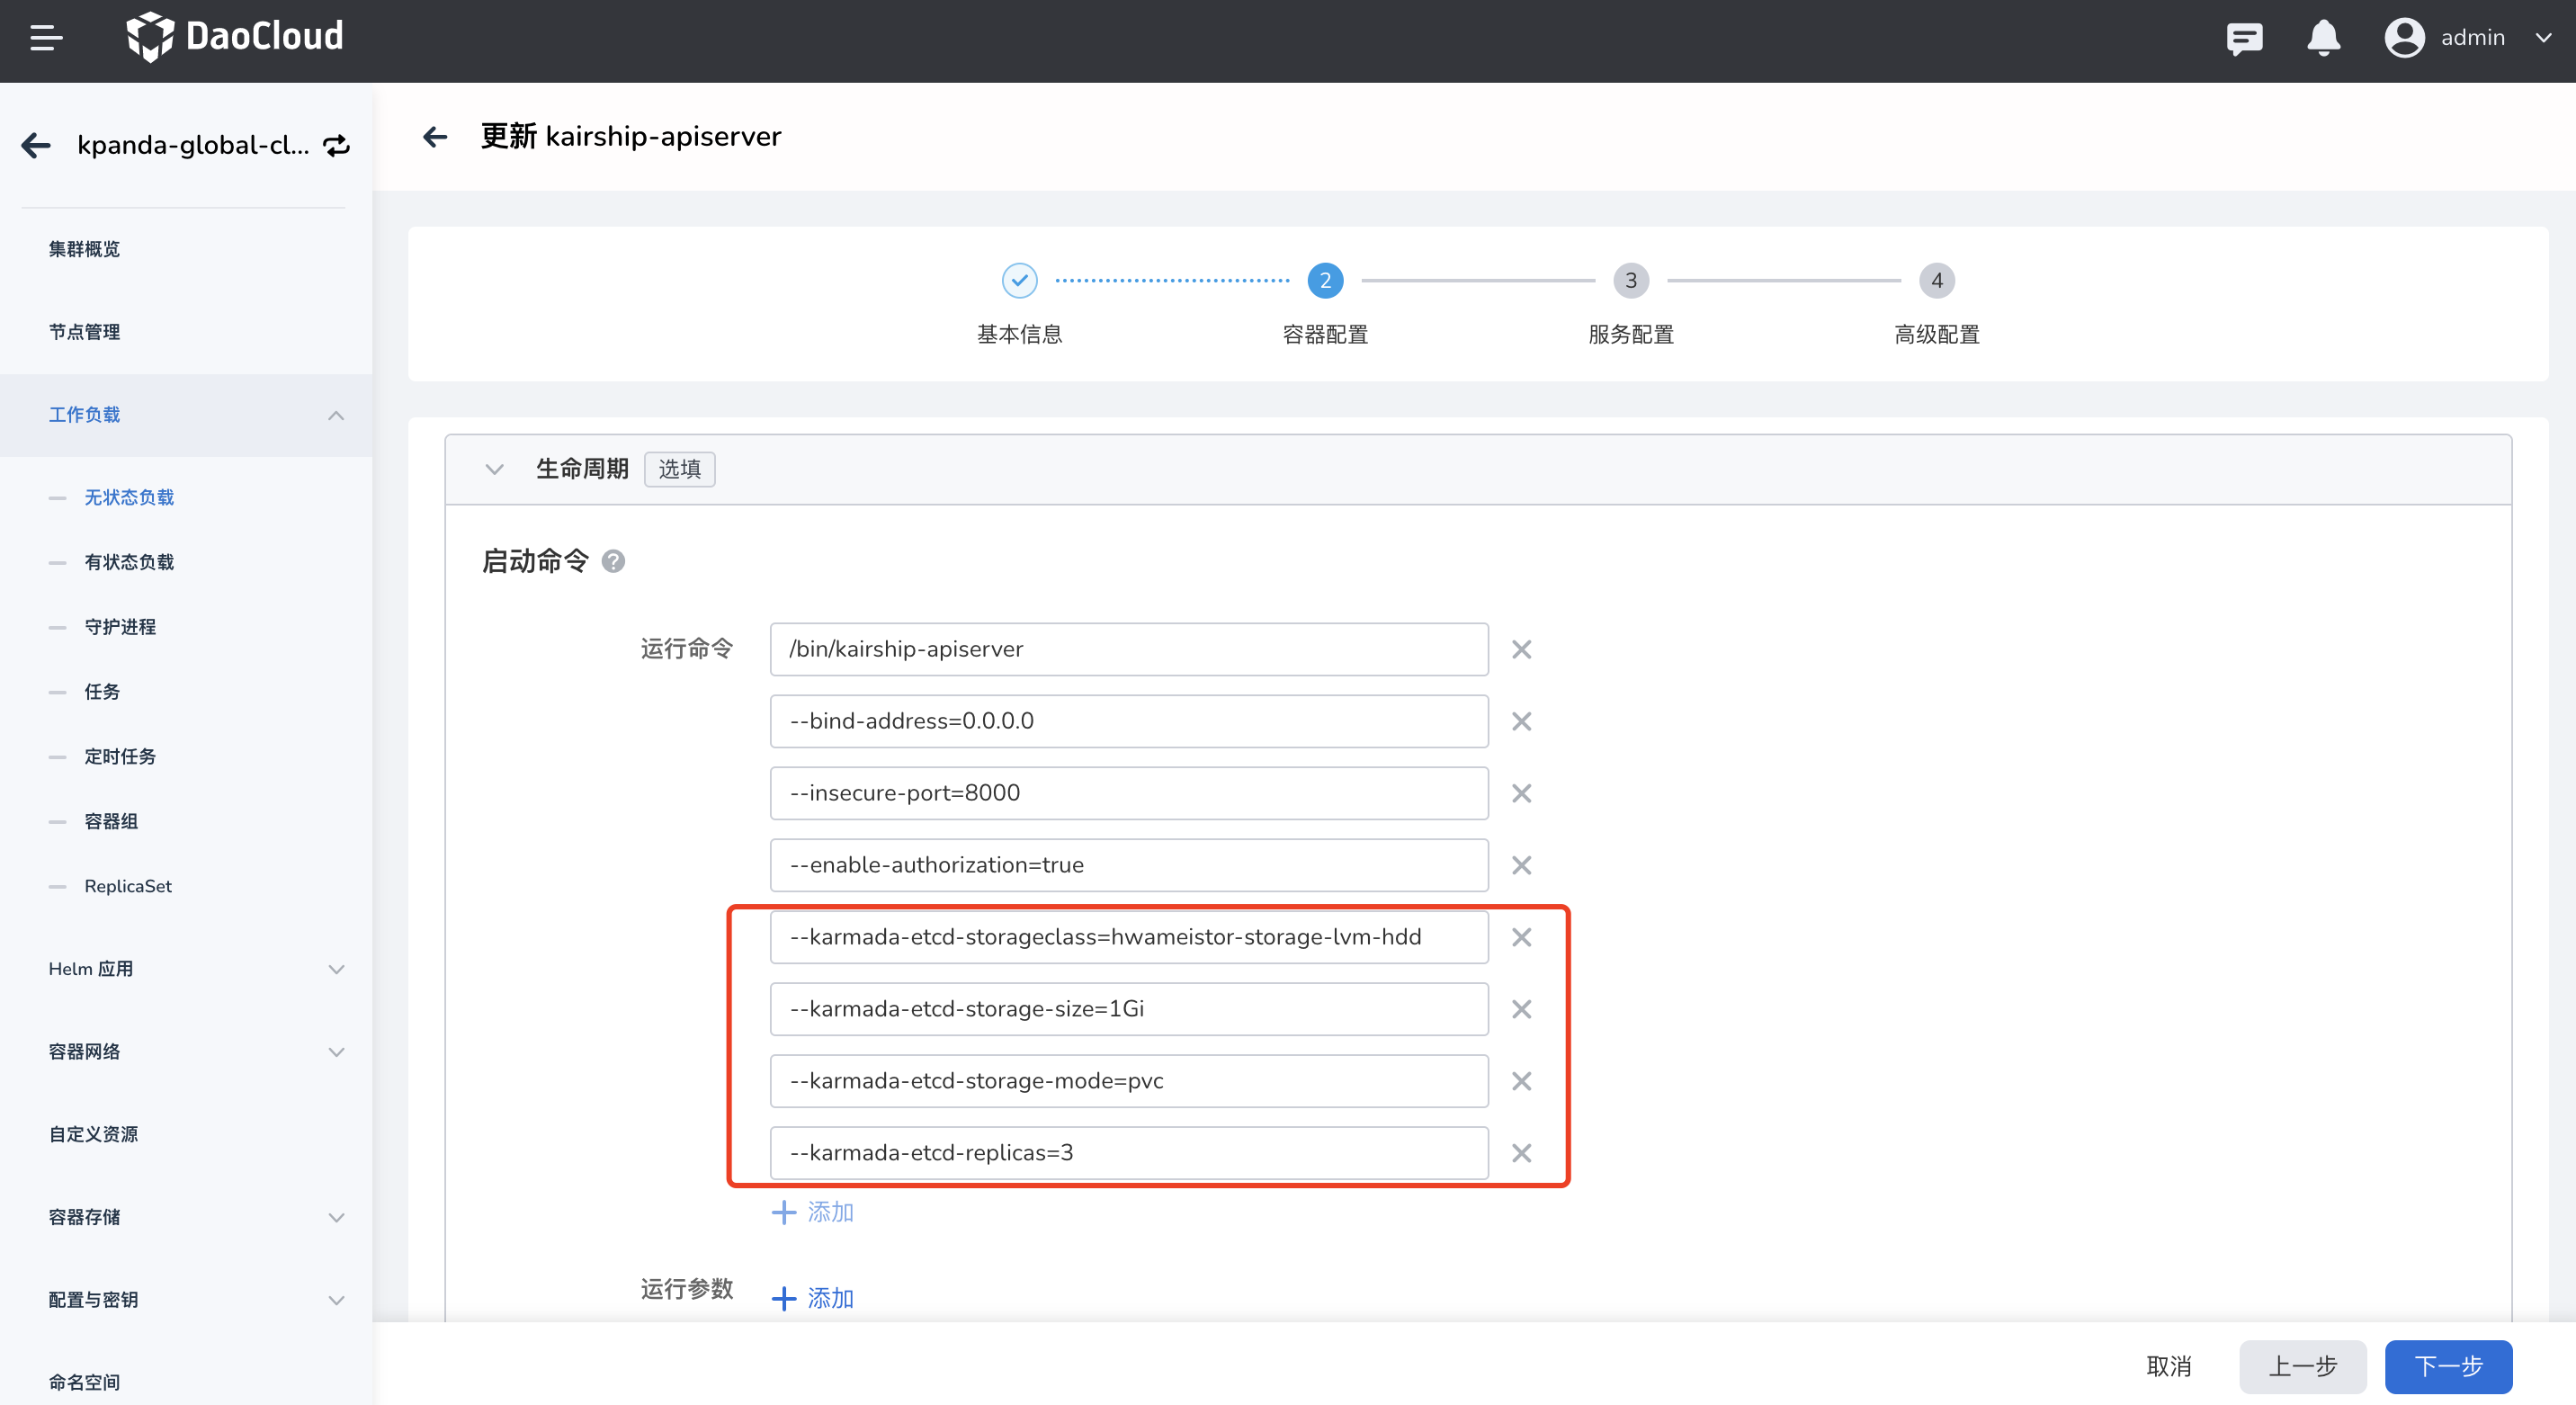 DaoCloud
admin
kpanda-global-cl...
集群概览
节点管理
工作负载
无状态负载
有状态负载
守护进程
任务
定时任务
容器组
ReplicaSet
Helm 应用
容器网络
自定义资源
容器存储
配置与密钥
命名空间
更新 kairship-apiserver
2
3
4
基本信息
容器配置
服务配置
高级配置
生命周期 选填
启动命令 ?
运行命令
/bin/kairship-apiserver
--bind-address=0.0.0.0
--insecure-port=8000
--enable-authorization=true
--karmada-etcd-storageclass=hwameistor-storage-lvm-hdd
--karmada-etcd-storage-size=1Gi
--karmada-etcd-storage-mode=pvc
--karmada-etcd-replicas=3
添加
运行参数
添加
取消
上一步
下一步